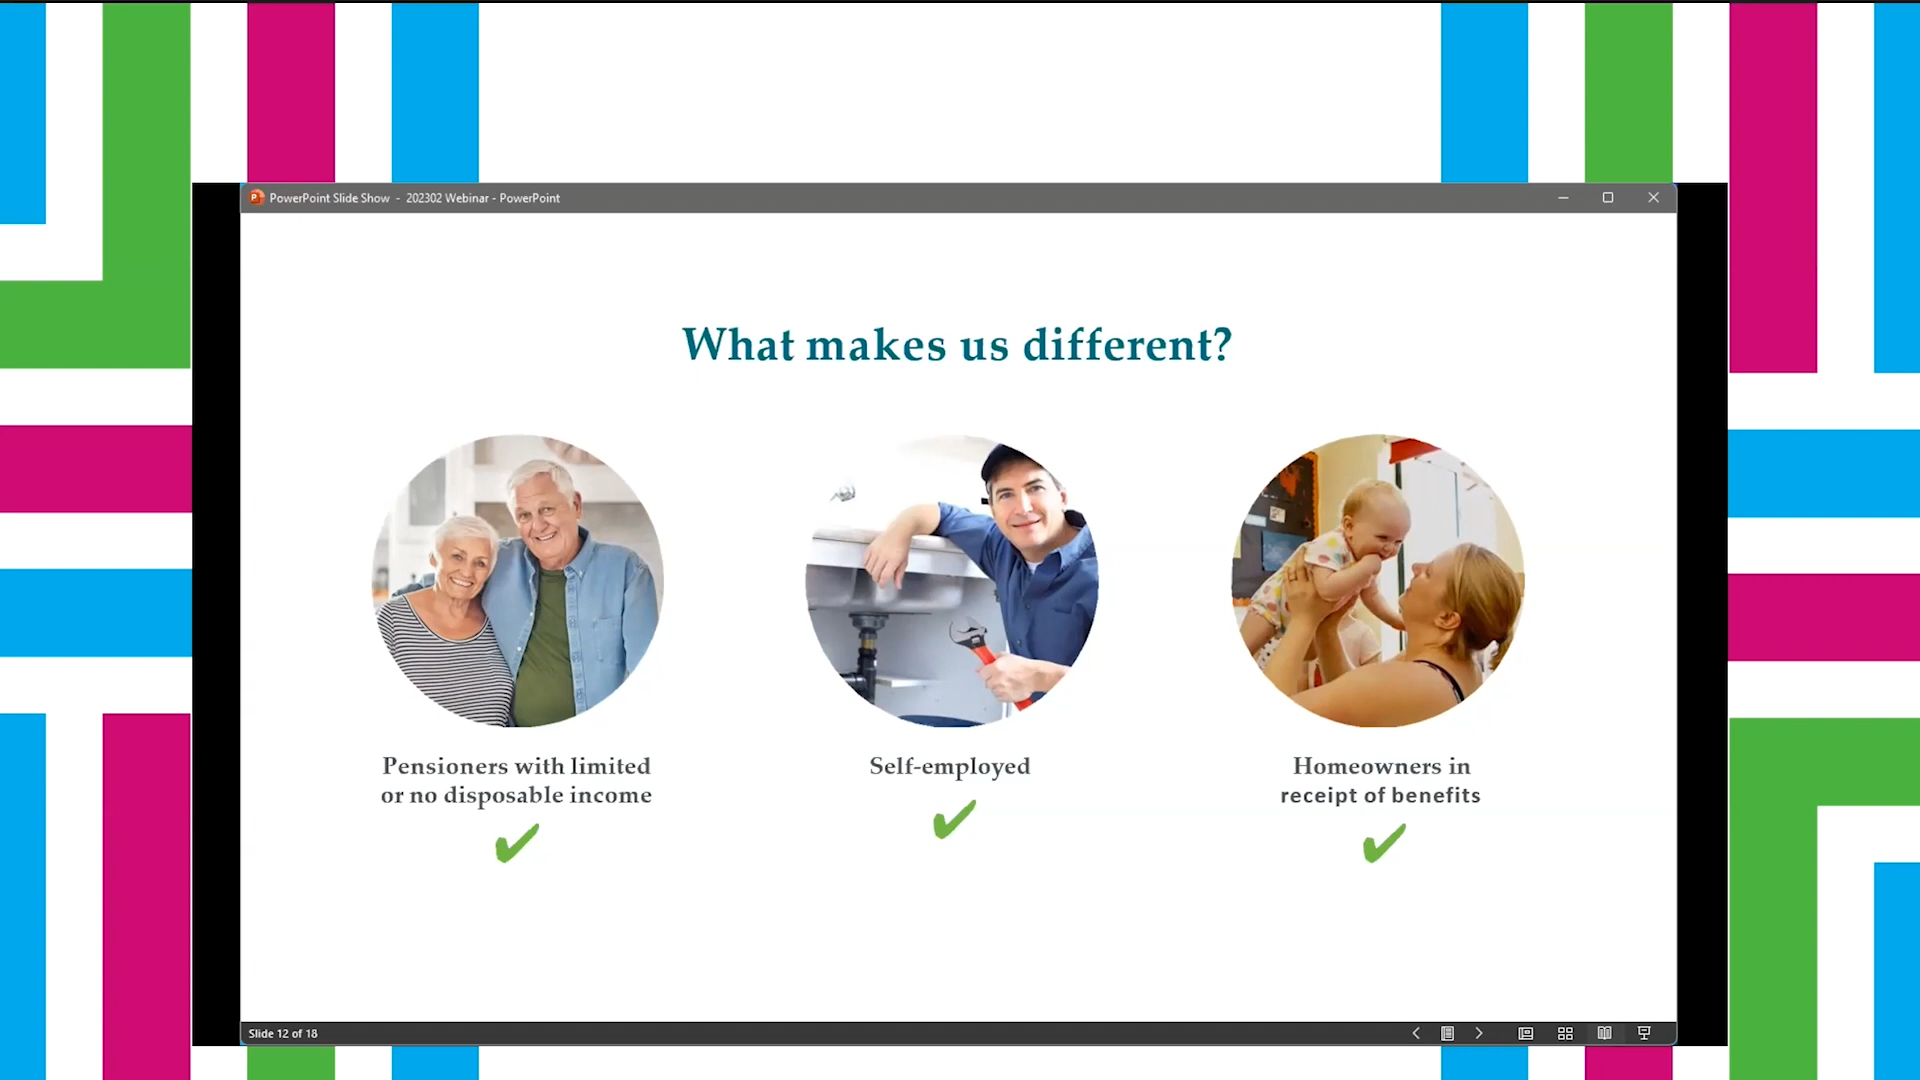 PowerPoint Slide Show - 202302 Webinar - PowerPoint
What makes us different?
Pensioners with limited
or no disposable income
Self-employed
Homeowners in
receipt of benefits
Slide 12 of 18